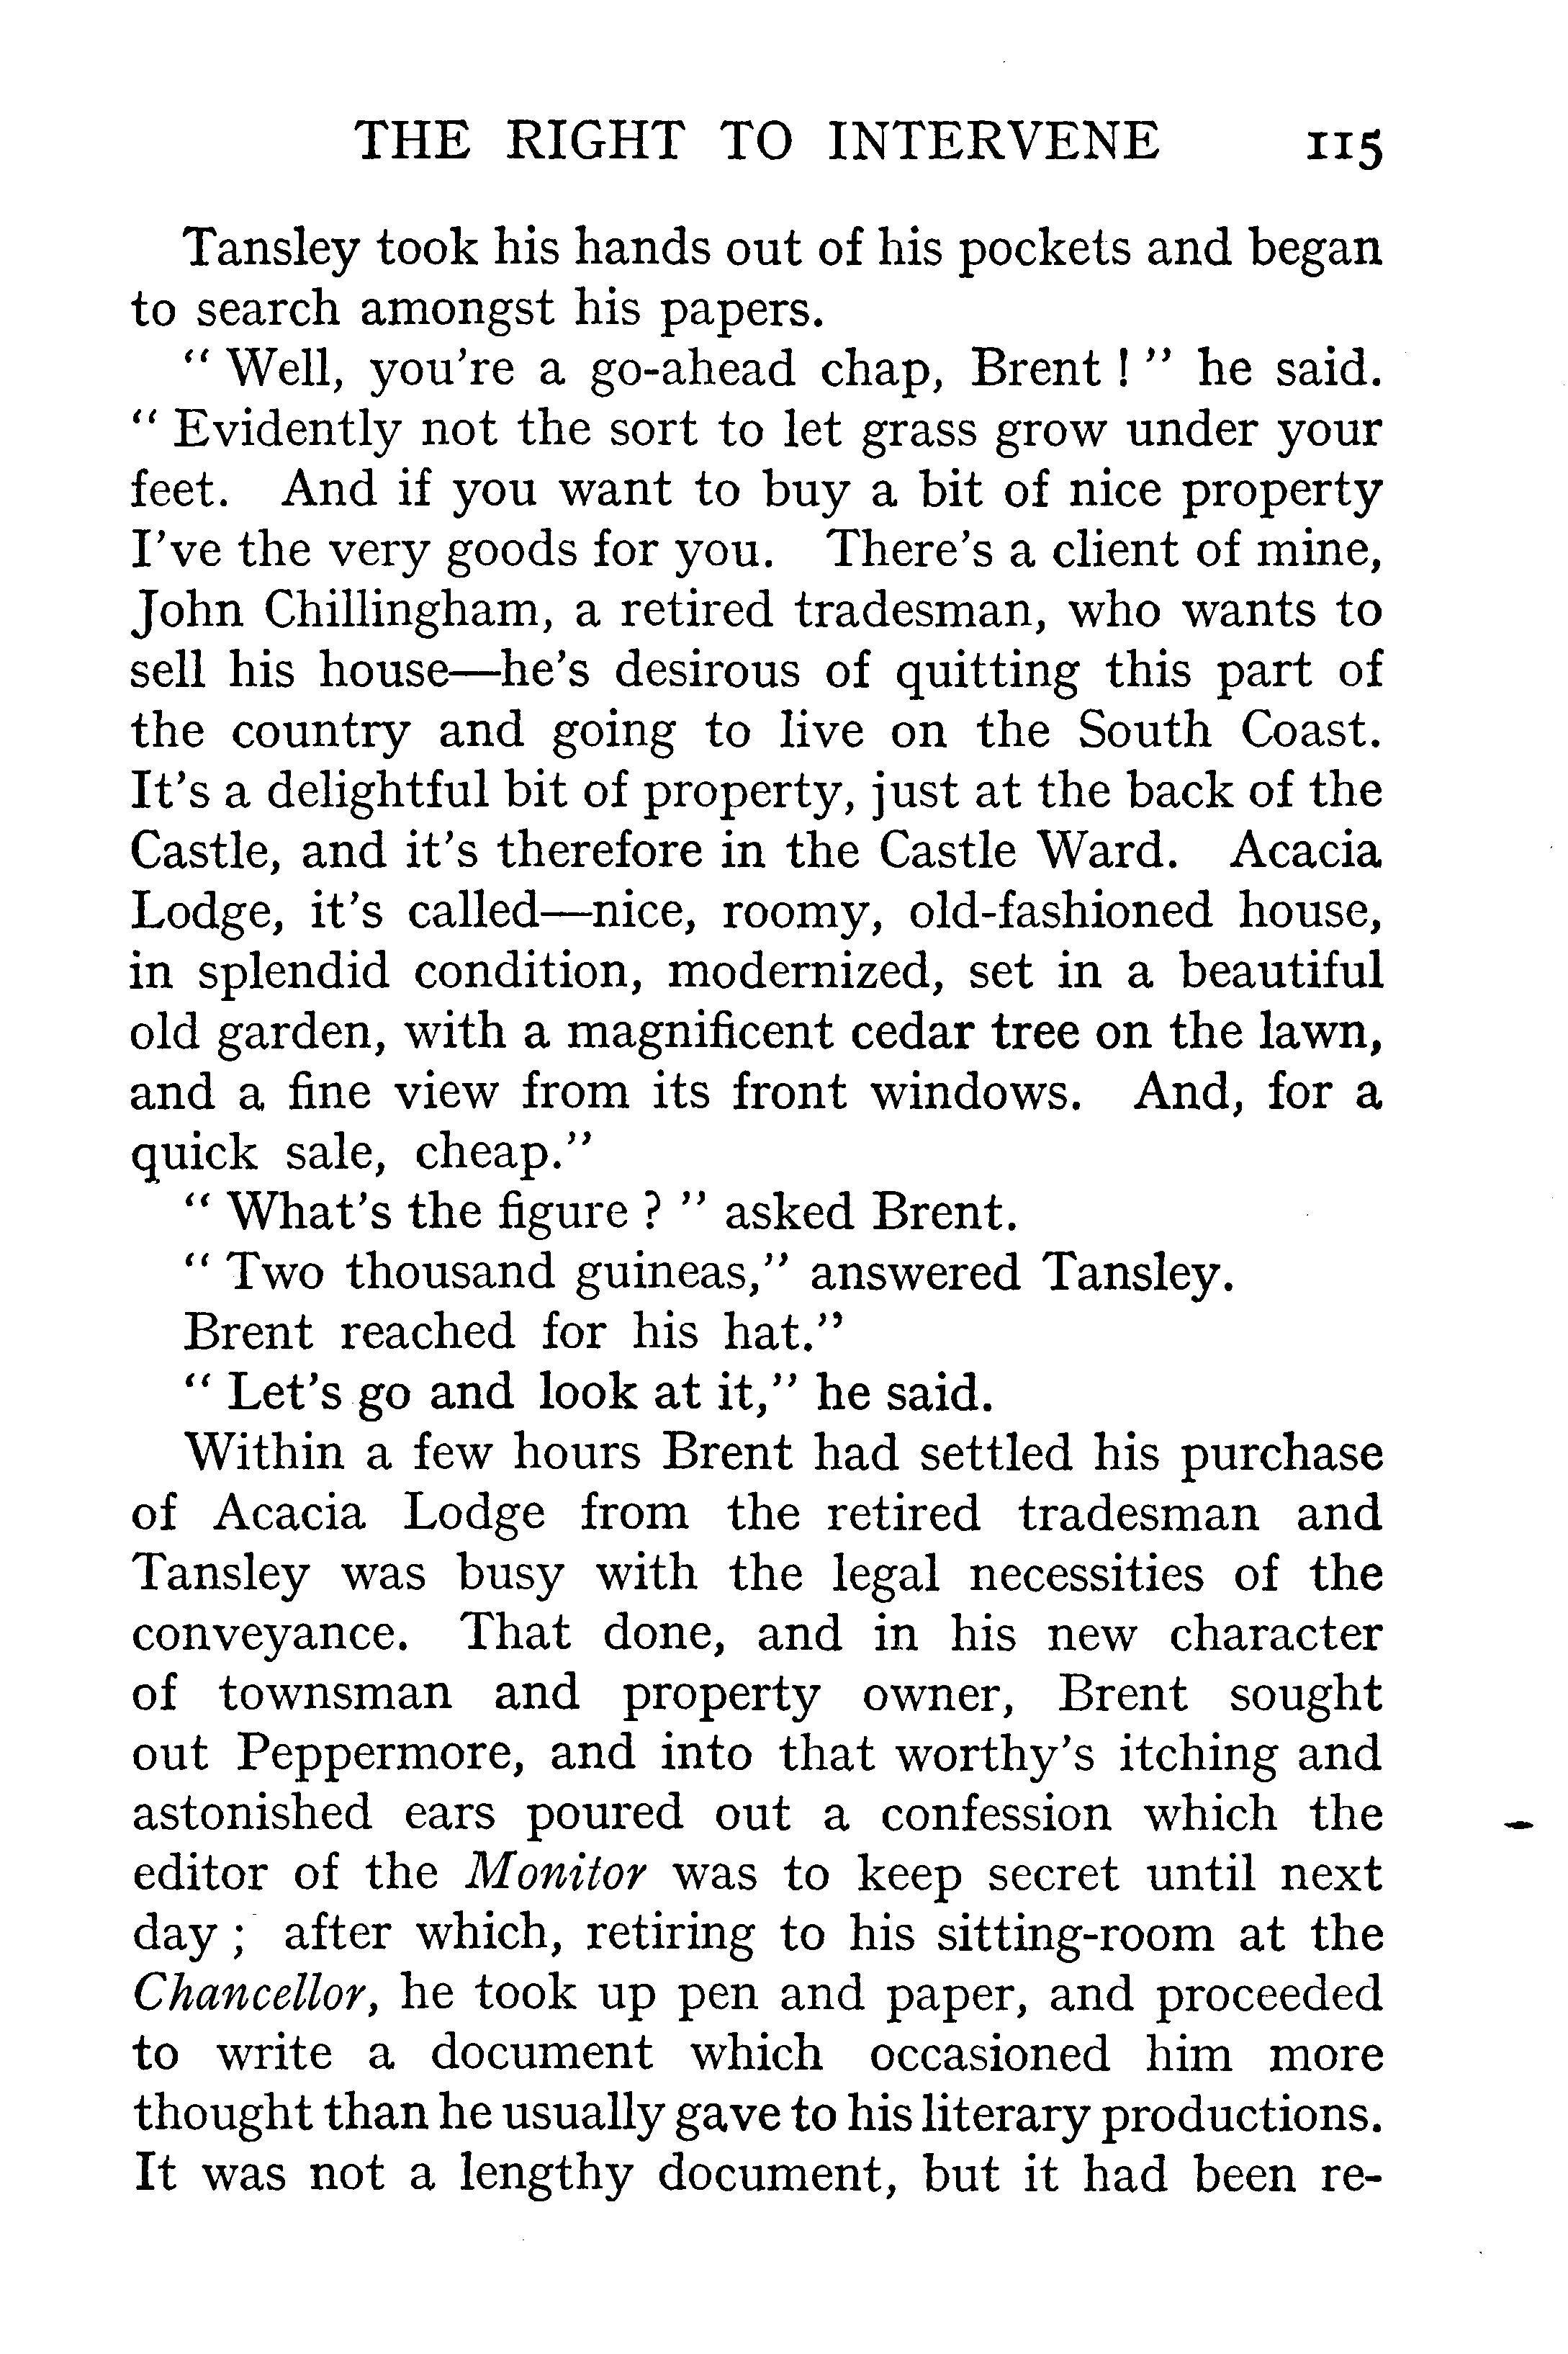 THE RIGHT TO INTERVENE 115
Tansley took his hands out of his pockets and began
to search amongst his papers.
" Well, you're a go-ahead chap, Brent ! " he said.
" Evidently not the sort to let grass grow under your
feet. And if you want to buy a bit of nice property
I've the very goods for you. There's a client of mine,
John Chillingham, a retired tradesman, who wants to
sell his house—he's desirous of quitting this part of
the country and going to live on the South Coast.
It's a delightful bit of property, just at the back of the
Castle, and it's therefore in the Castle Ward. Acacia
Lodge, it's called—nice, roomy, old-fashioned house,
in splendid condition, modernized, set in a beautiful
old garden, with a magnificent cedar tree on the lawn,
and a fine view from its front windows. And, for a
quick sale, cheap."
" What's the figure ? " asked Brent.
" Two thousand guineas," answered Tansley.
Brent reached for his hat."
" Let's go and look at it," he said.
Within a few hours Brent had settled his purchase
of Acacia Lodge from the retired tradesman and
Tansley was busy with the legal necessities of the
conveyance. That done, and in his new character
of townsman and property owner, Brent sought
out Peppermore, and into that worthy's itching and
astonished ears poured out a confession which the
editor of the Monitor was to keep secret until next
day ; after which, retiring to his sitting-room at the
Chancellor, he took up pen and paper, and proceeded
to write a document which occasioned him more
thought than he usually gave to his literary productions.
It was not a lengthy document, but it had been re-